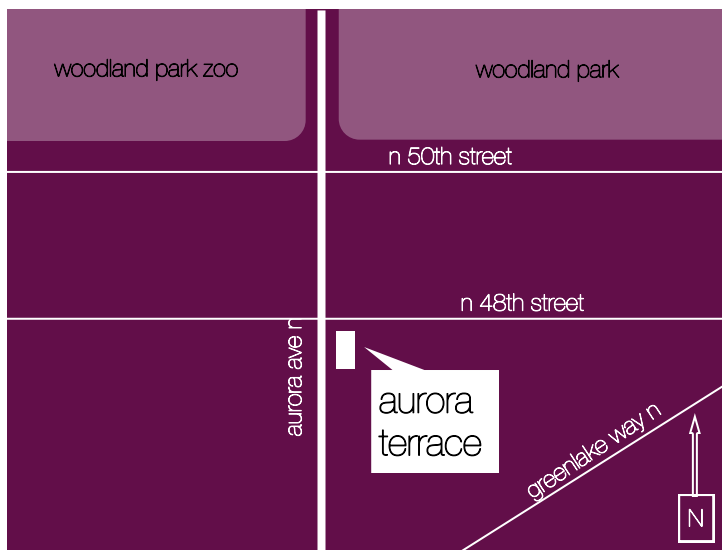 woodland park zoo
woodland park
n 50th street
n 48th street
aurora ave n
aurora
terrace
greenlake way n
N